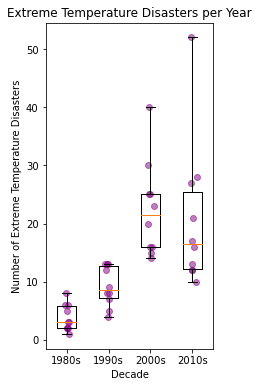 Extreme Temperature Disasters per Year
Number of Extreme Temperature Disasters
50
40
30
20
10
0
1980s 1990s 2000s 2010s
Decade